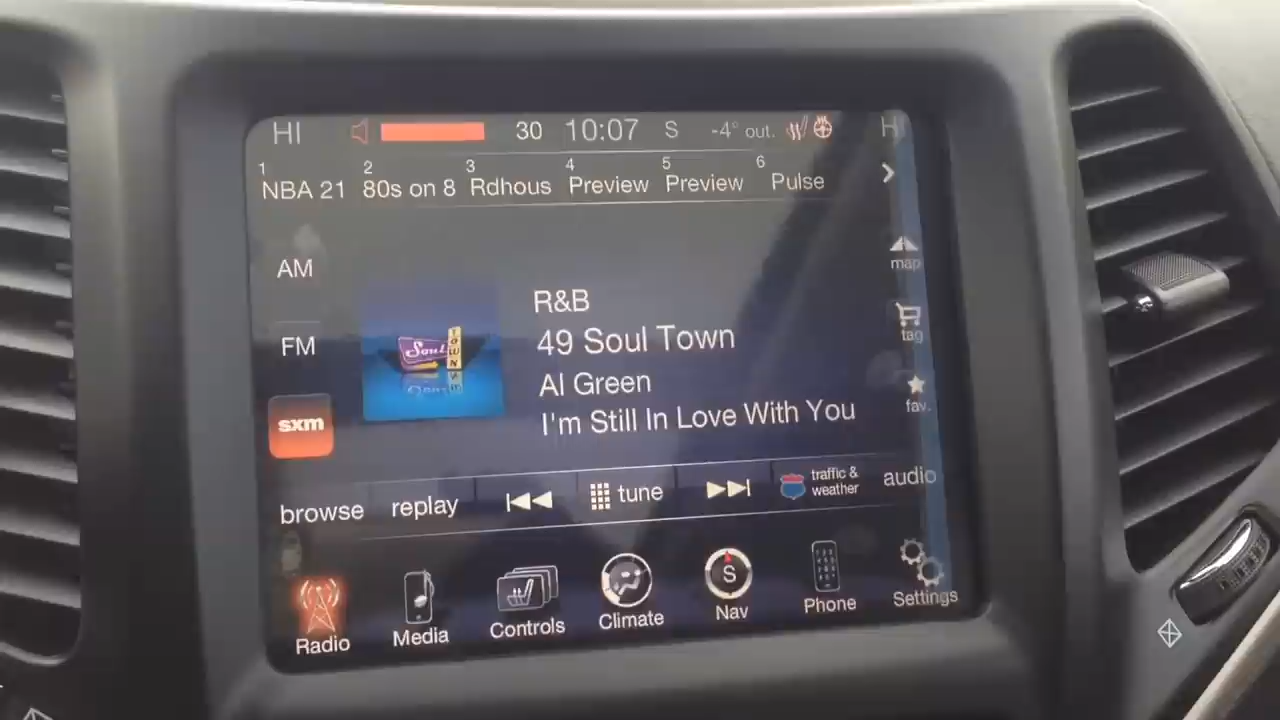 HI 30 10:07 S -4° out. HI
1 2 3 4 5 6
NBA 21 80s on 8 Rdhous Preview Preview Pulse
map
AM
R&B
49 Soul Town
tag
FM
Soul TOWN
Al Green
fav.
I'm Still In Love With You
sxm
browse replay tune traffic & weather audio
S
Radio Media Controls Climate Nav Phone Settings